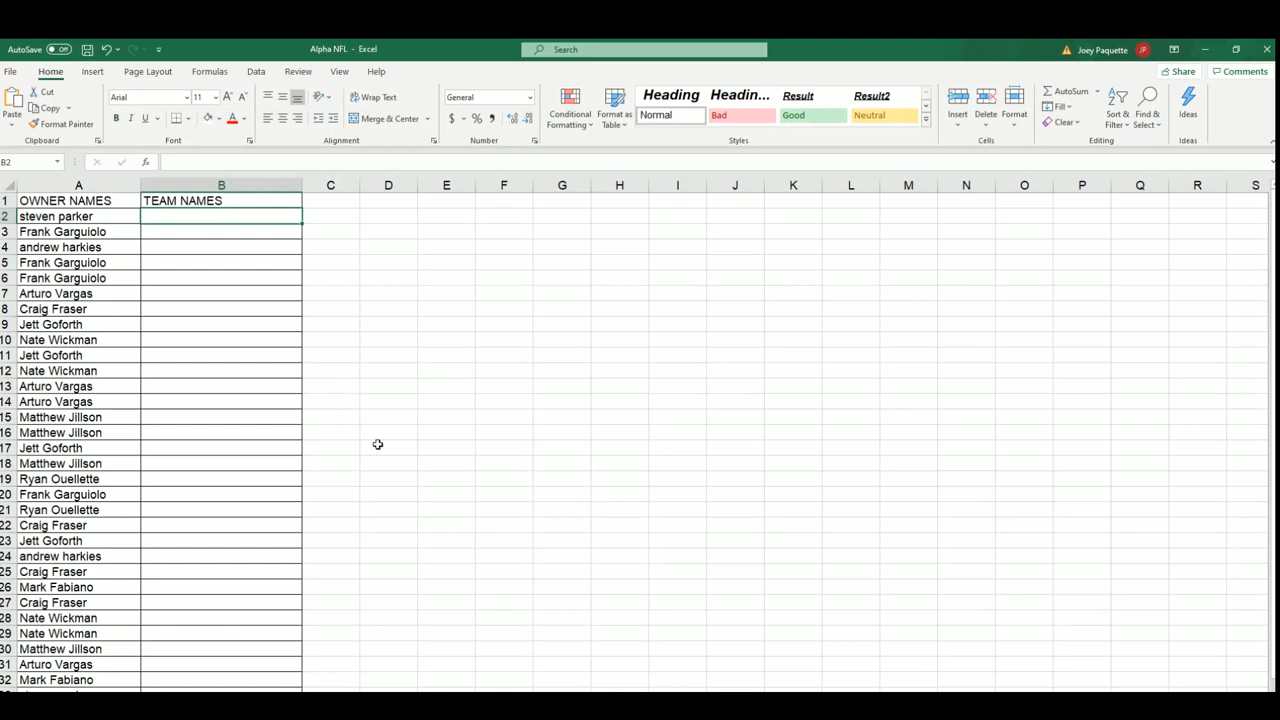 AutoSave Off Alpha NFL - Excel Search Joey Paquette JP
File Home Insert Page Layout Formulas Data Review View Help Share Comments
Paste Cut Copy Format Painter
Clipboard
Arial 11
B I U
Font
Wrap Text
Merge & Center
Alignment
General
$ % ,
Number
Conditional Formatting Format as Table
Heading Headin... Result Result2
Normal Bad Good Neutral
Styles
Insert Delete Format
Cells
AutoSum Fill Clear
Sort & Filter Find & Select
Editing
Ideas
Ideas
B2 fx
A B C D E F G H I J K L M N O P Q R S
1 OWNER NAMES TEAM NAMES
2 steven parker
3 Frank Garguiolo
4 andrew harkies
5 Frank Garguiolo
6 Frank Garguiolo
7 Arturo Vargas
8 Craig Fraser
9 Jett Goforth
10 Nate Wickman
11 Jett Goforth
12 Nate Wickman
13 Arturo Vargas
14 Arturo Vargas
15 Matthew Jillson
16 Matthew Jillson
17 Jett Goforth
18 Matthew Jillson
19 Ryan Ouellette
20 Frank Garguiolo
21 Ryan Ouellette
22 Craig Fraser
23 Jett Goforth
24 andrew harkies
25 Craig Fraser
26 Mark Fabiano
27 Craig Fraser
28 Nate Wickman
29 Nate Wickman
30 Matthew Jillson
31 Arturo Vargas
32 Mark Fabiano